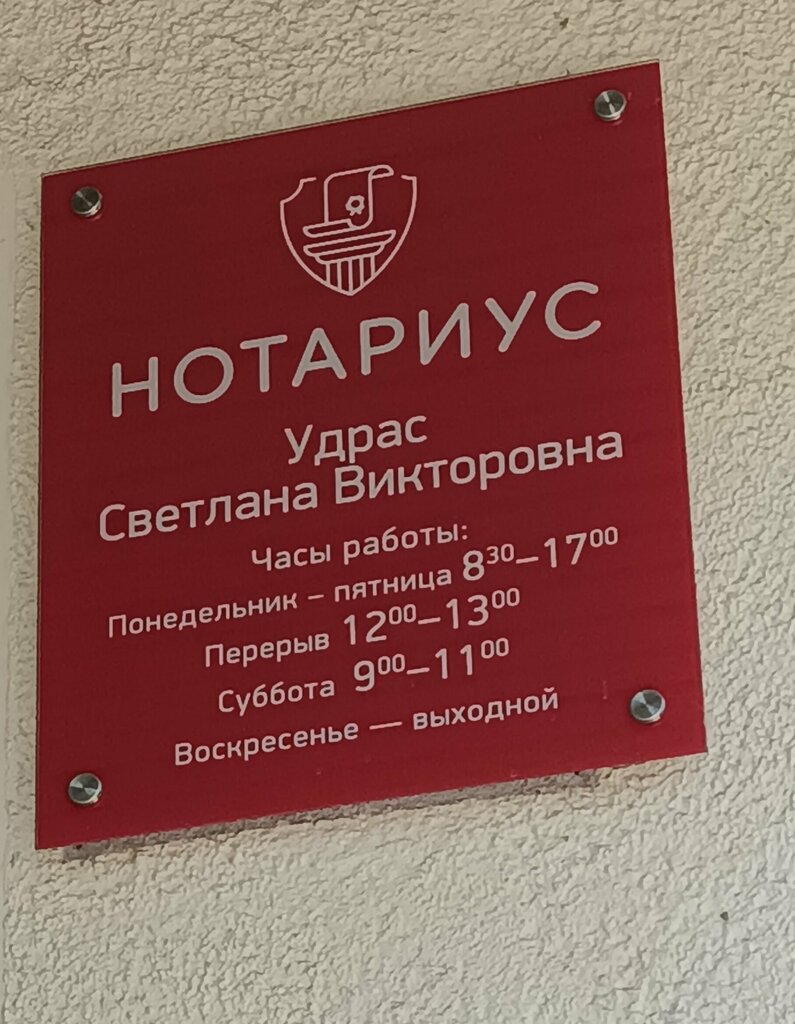 НОТАРИУС
Удрас
Светлана Викторовна
Часы работы:
Понедельник – пятница 8³⁰–17⁰⁰
Перерыв 12⁰⁰–13⁰⁰
Суббота 9⁰⁰–11⁰⁰
Воскресенье — выходной